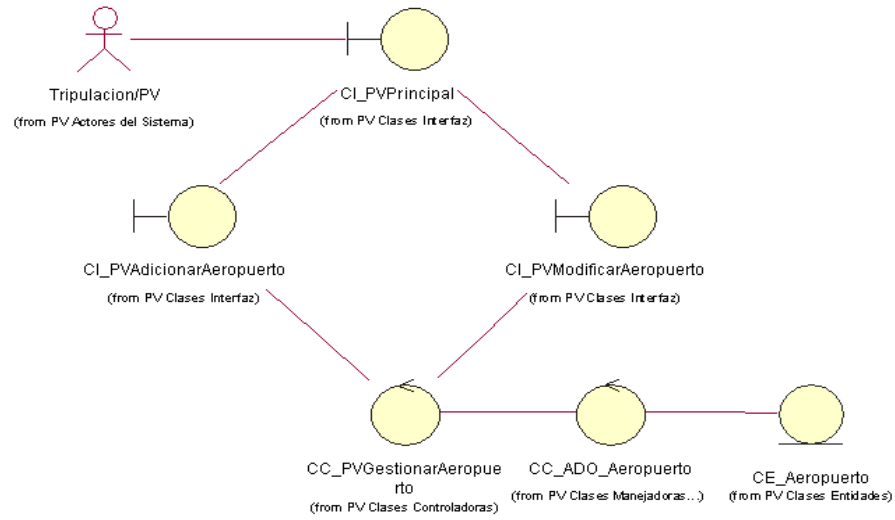 Tripulacion/PV
(from PV Actores del Sistema)
CI_PVPrincipal
(from PV Clases Interfaz)
CI_PVAdicionarAeropuerto
(from PV Clases Interfaz)
CI_PVModificarAeropuerto
(from PV Clases Interfaz)
CC_PVGestionarAeropue
rto
(from PV Clases Controladoras)
CC_ADO_Aeropuerto
(from PV Clases Manejadoras...)
CE_Aeropuerto
(from PV Clases Entidades)